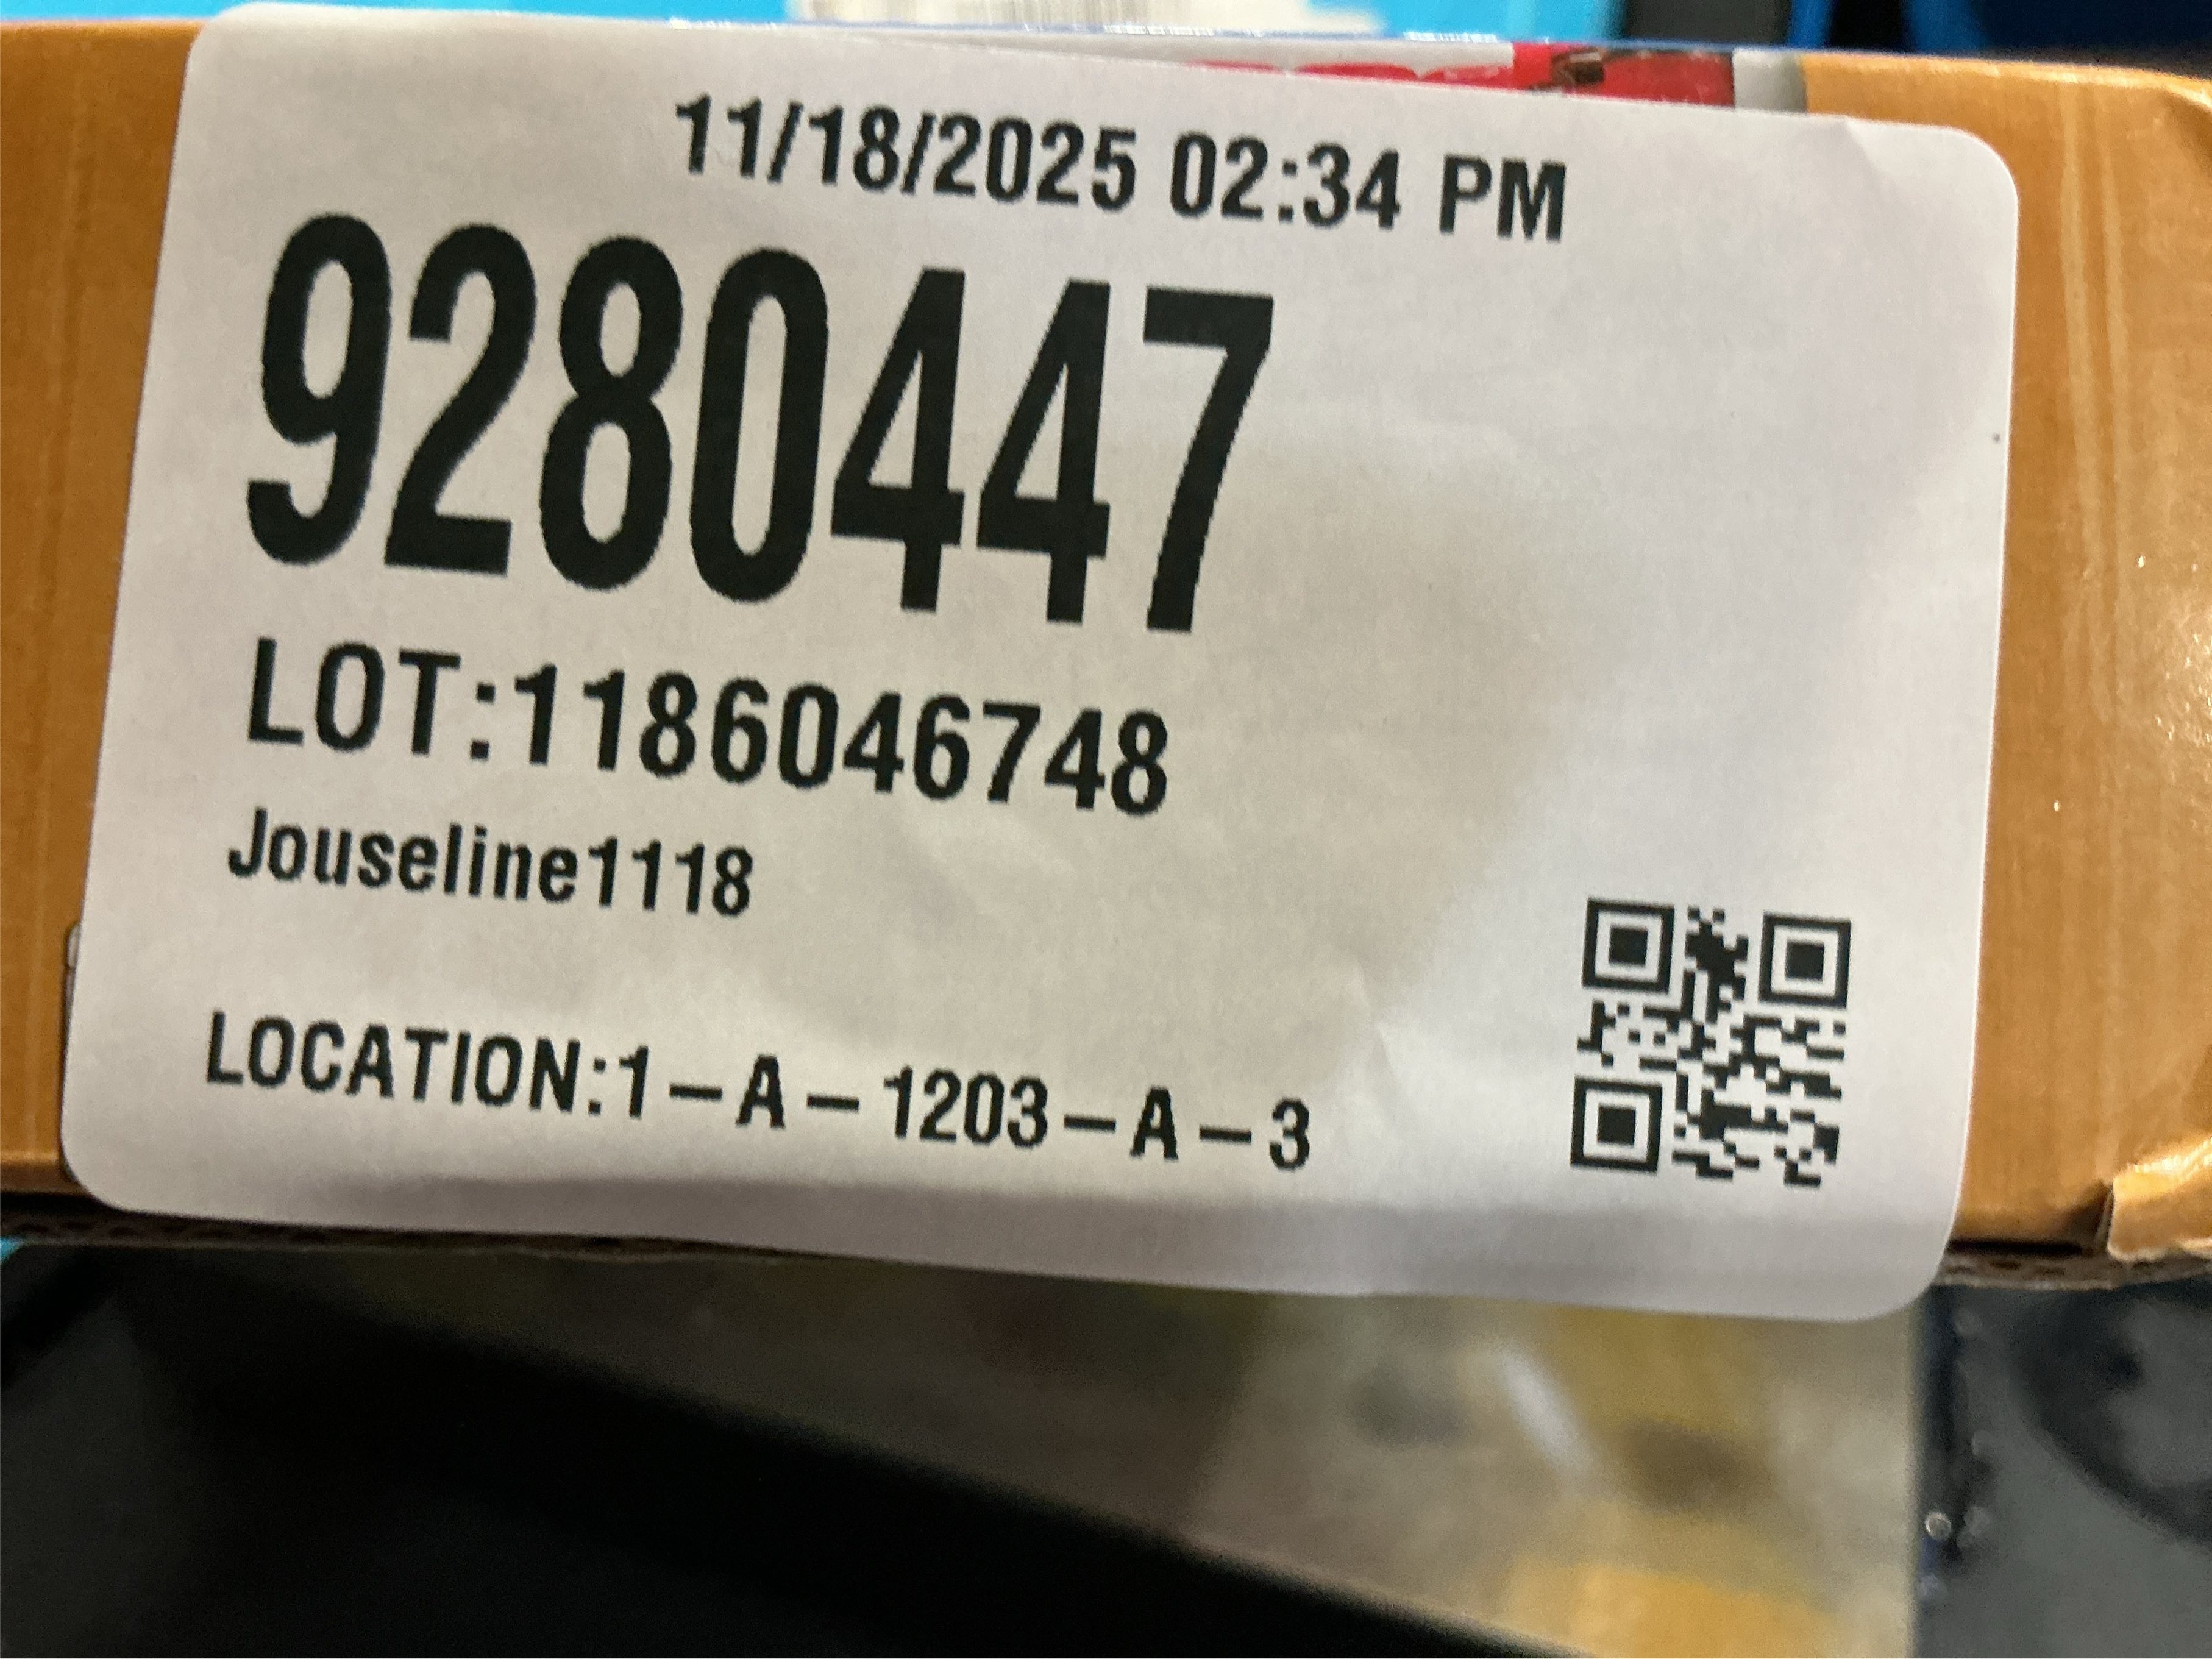 11/18/2025 02:34 PM
9280447
LOT:1186046748
Jouseline1118
LOCATION:1-A-1203-A-3